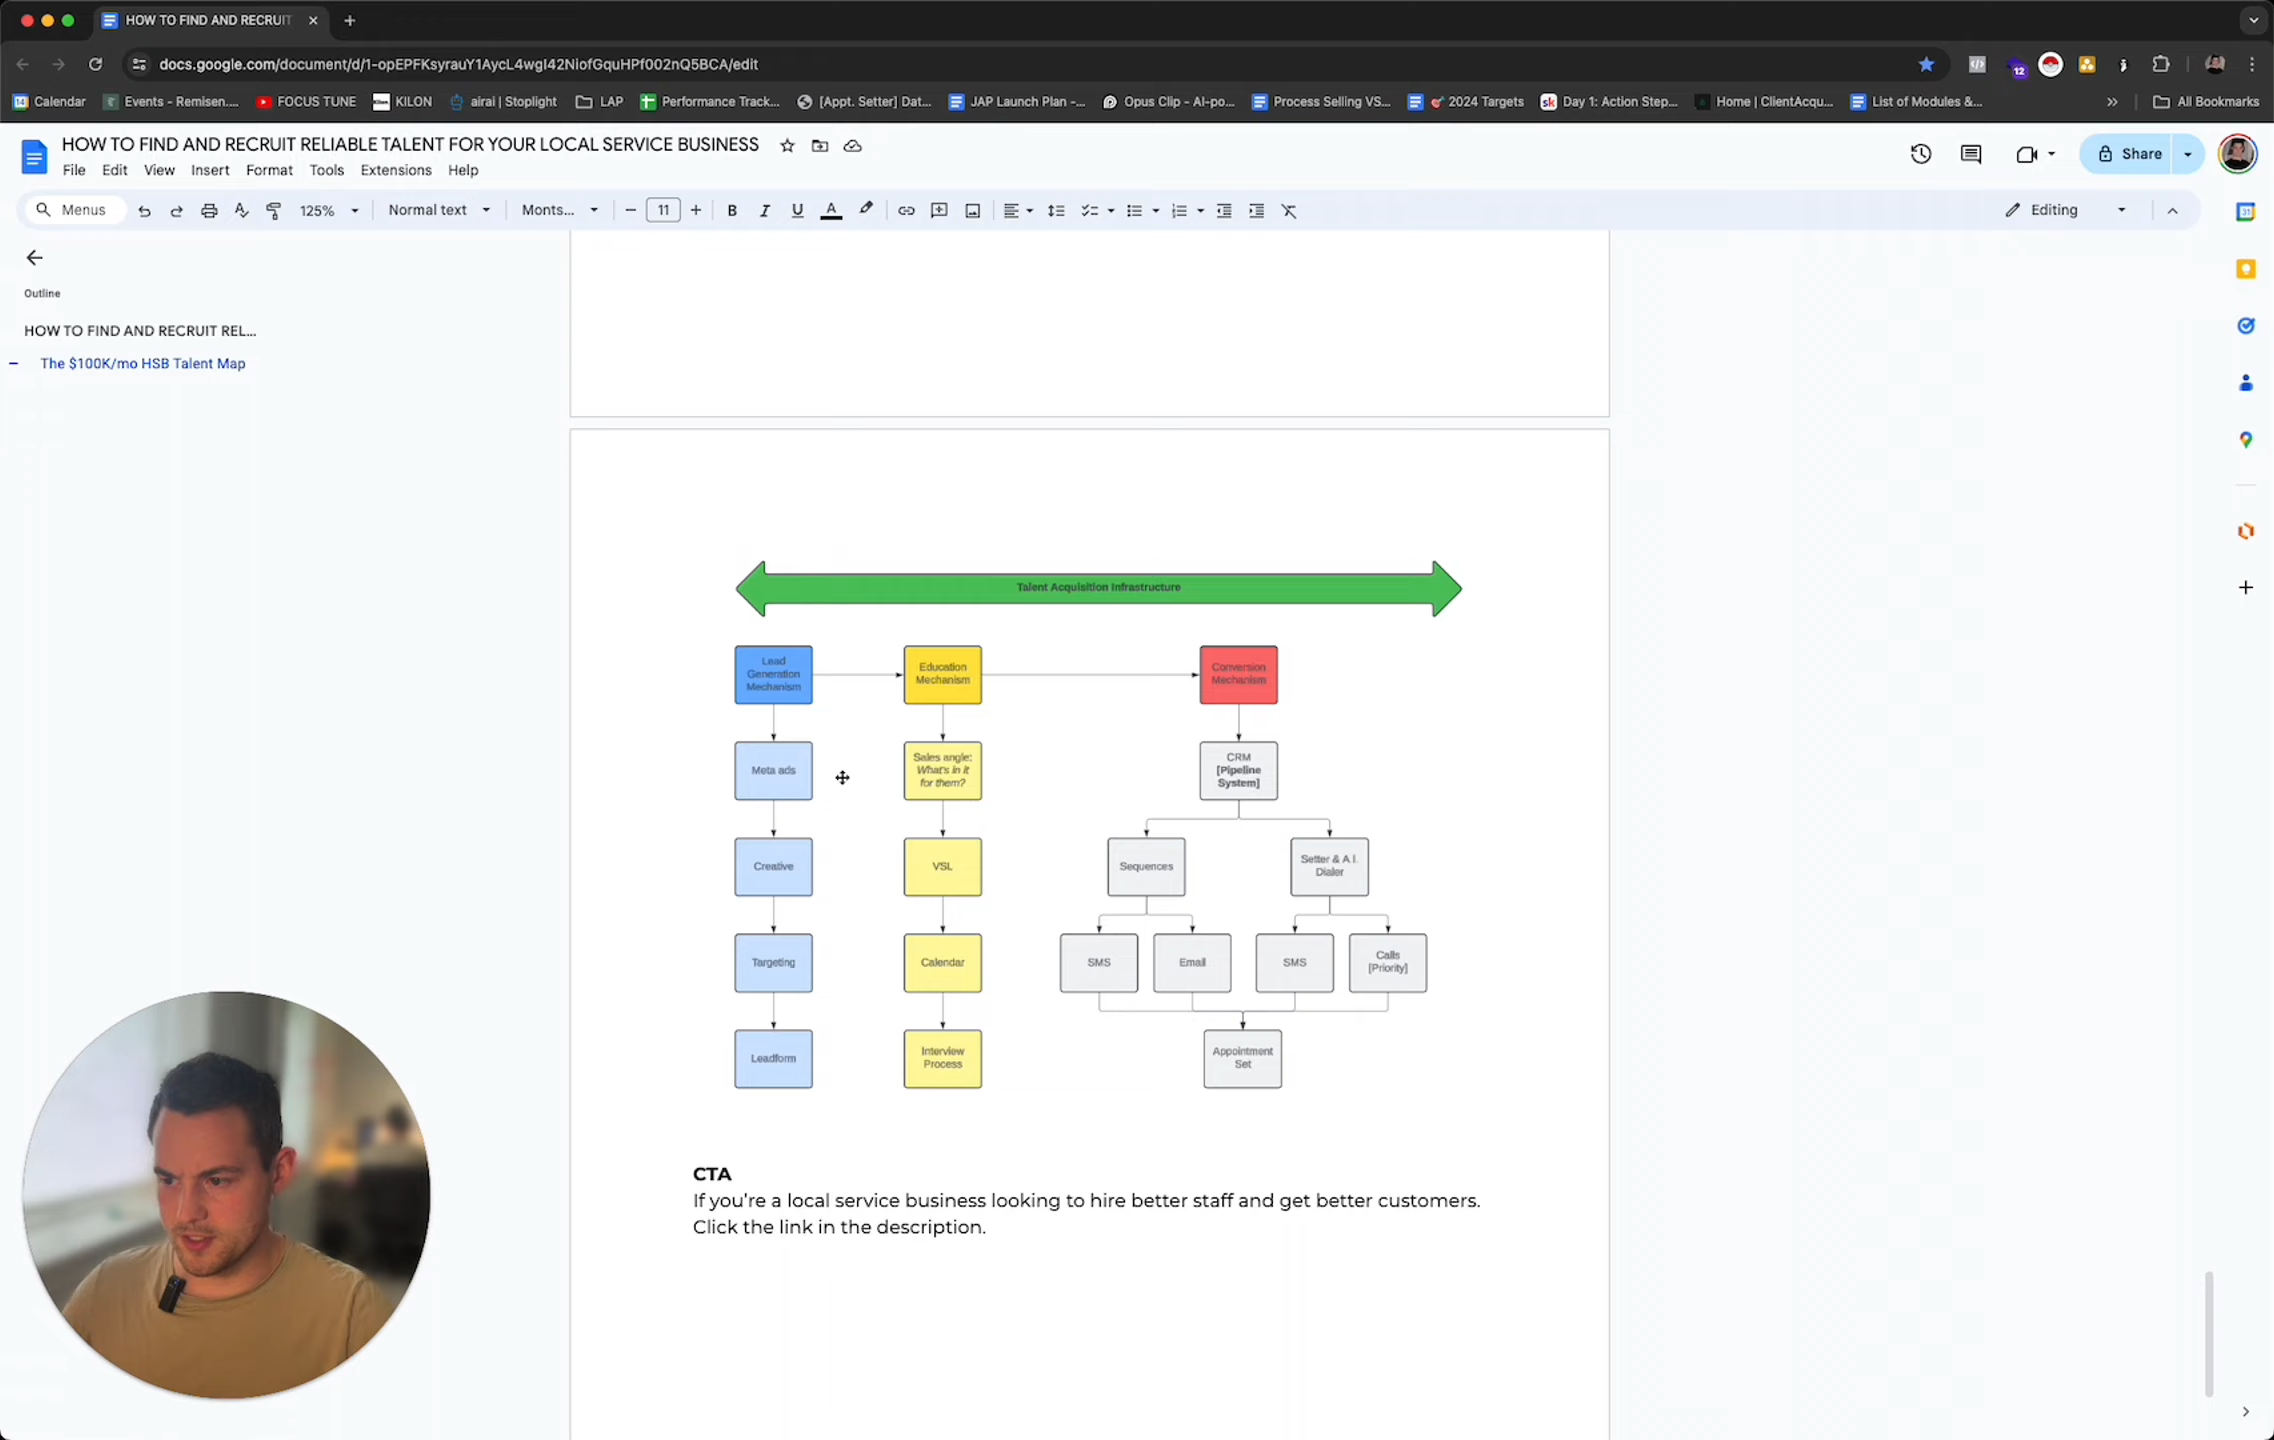 HOW TO FIND AND RECRUIT
docs.google.com/document/d/1-opEPFKsyrauY1AycL4wgI42NiofGquHPf002nQ5BCA/edit
12
Calendar
Events - Remisen....
FOCUS TUNE
KILON
airai | Stoplight
LAP
Performance Track...
[Appt. Setter] Dat...
JAP Launch Plan -...
Opus Clip - AI-po...
Process Selling VS...
2024 Targets
Day 1: Action Step...
Home | ClientAcqu...
List of Modules &...
All Bookmarks
HOW TO FIND AND RECRUIT RELIABLE TALENT FOR YOUR LOCAL SERVICE BUSINESS
File Edit View Insert Format Tools Extensions Help
Share
Menus
125%
Normal text
Monts...
11
B I U A
Editing
Outline
HOW TO FIND AND RECRUIT REL...
The $100K/mo HSB Talent Map
Talent Acquisition Infrastructure
Lead
Generation
Mechanism
Education
Mechanism
Conversion
Mechanism
Meta ads
Sales angle:
What's in it
for them?
CRM
[Pipeline
System]
Creative
VSL
Sequences
Setter & A.I.
Dialer
Targeting
Calendar
SMS
Email
SMS
Calls
[Priority]
Leadform
Interview
Process
Appointment
Set
CTA
If you're a local service business looking to hire better staff and get better customers.
Click the link in the description.